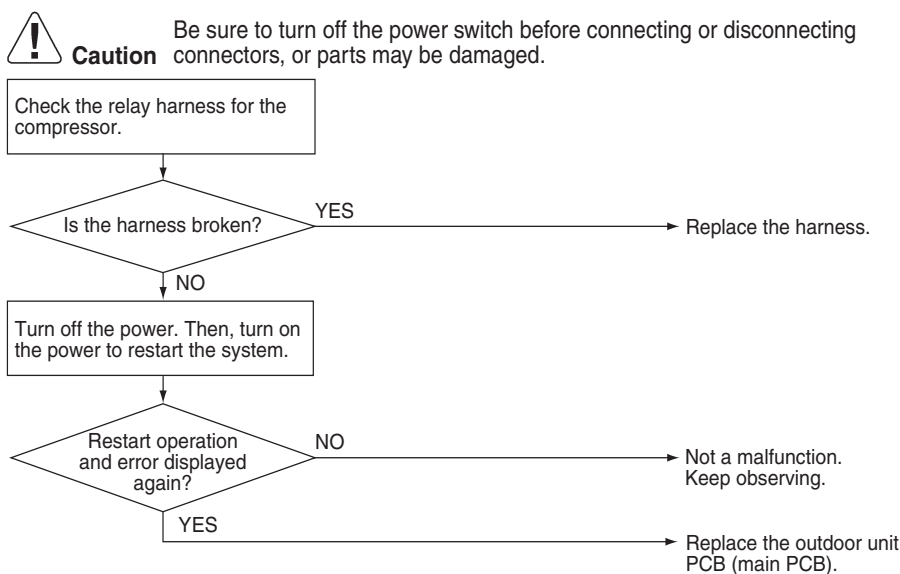 Be sure to turn off the power switch before connecting or disconnecting
Caution connectors, or parts may be damaged.
Check the relay harness for the
compressor.
Is the harness broken?
YES
Replace the harness.
NO
Turn off the power. Then, turn on
the power to restart the system.
Restart operation
and error displayed
again?
NO
Not a malfunction.
Keep observing.
YES
Replace the outdoor unit
PCB (main PCB).